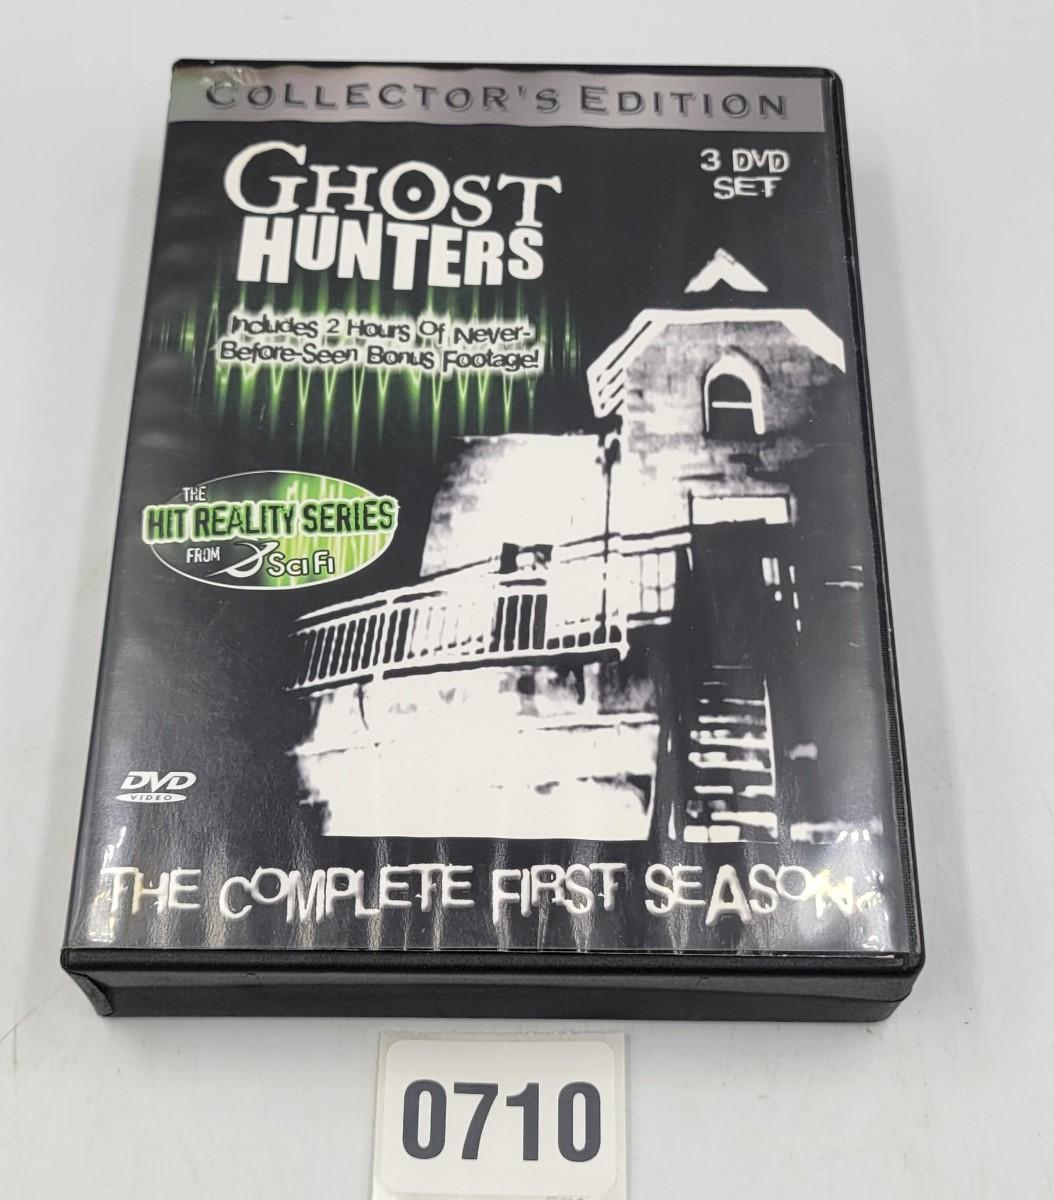 COLLECTOR'S EDITION
3 DVD
SET
GHOST
HUNTERS
Includes 2 Hours Of Never-
Before-Seen Bonus Footage!
THE
HIT REALITY SERIES
FROM SCI FI
DVD
VIDEO
THE COMPLETE FIRST SEASON
0710